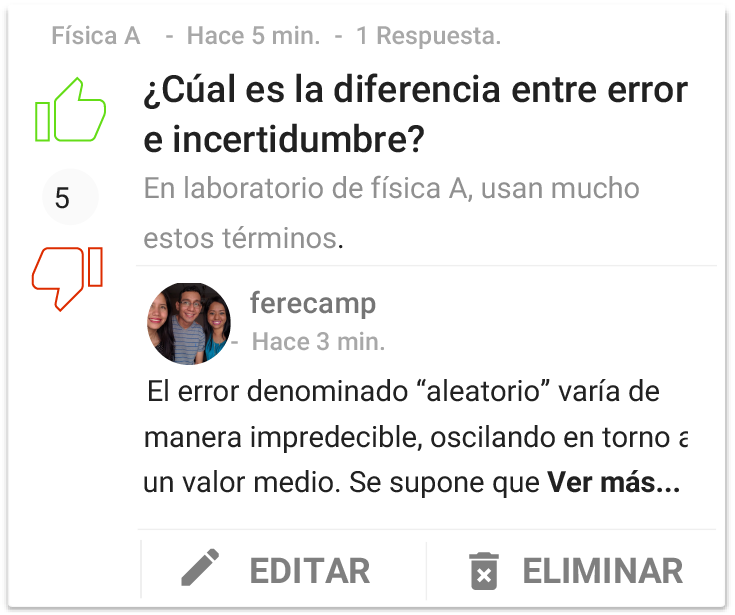 Física A - Hace 5 min. - 1 Respuesta.
¿Cúal es la diferencia entre error
e incertidumbre?
5
En laboratorio de física A, usan mucho
estos términos.
ferecamp
- Hace 3 min.
El error denominado “aleatorio” varía de
manera impredecible, oscilando en torno a
un valor medio. Se supone que Ver más...
EDITAR ELIMINAR